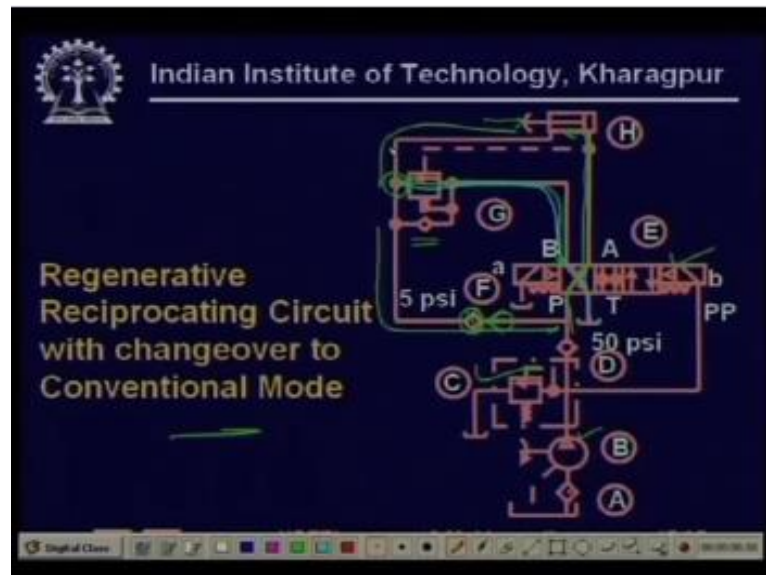 Indian Institute of Technology, Kharagpur
H
G
B A E
a b
F
5 psi P T PP
50 psi
D
C
B
A
Regenerative
Reciprocating Circuit
with changeover to
Conventional Mode
Digital Class